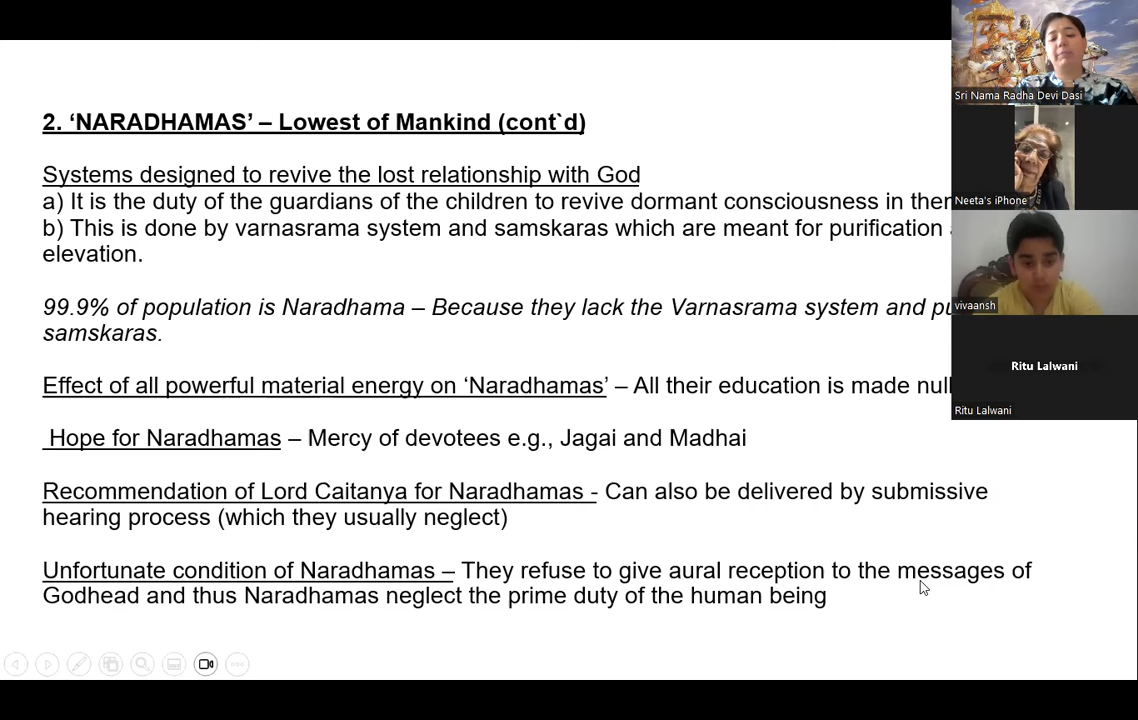 2. ‘NARADHAMAS’ – Lowest of Mankind (cont`d)
Systems designed to revive the lost relationship with God
a) It is the duty of the guardians of the children to revive dormant consciousness in
b) This is done by varnasrama system and samskaras which are meant for purification
elevation.
99.9% of population is Naradhama – Because they lack the Varnasrama system and
samskaras.
Effect of all powerful material energy on ‘Naradhamas’ – All their education is made
Hope for Naradhamas – Mercy of devotees e.g., Jagai and Madhai
Recommendation of Lord Caitanya for Naradhamas - Can also be delivered by submissive
hearing process (which they usually neglect)
Unfortunate condition of Naradhamas – They refuse to give aural reception to the messages of
Godhead and thus Naradhamas neglect the prime duty of the human being
Sri Nama Radha Devi Dasi
Neeta's iPhone
vivaansh
Ritu Lalwani
Ritu Lalwani